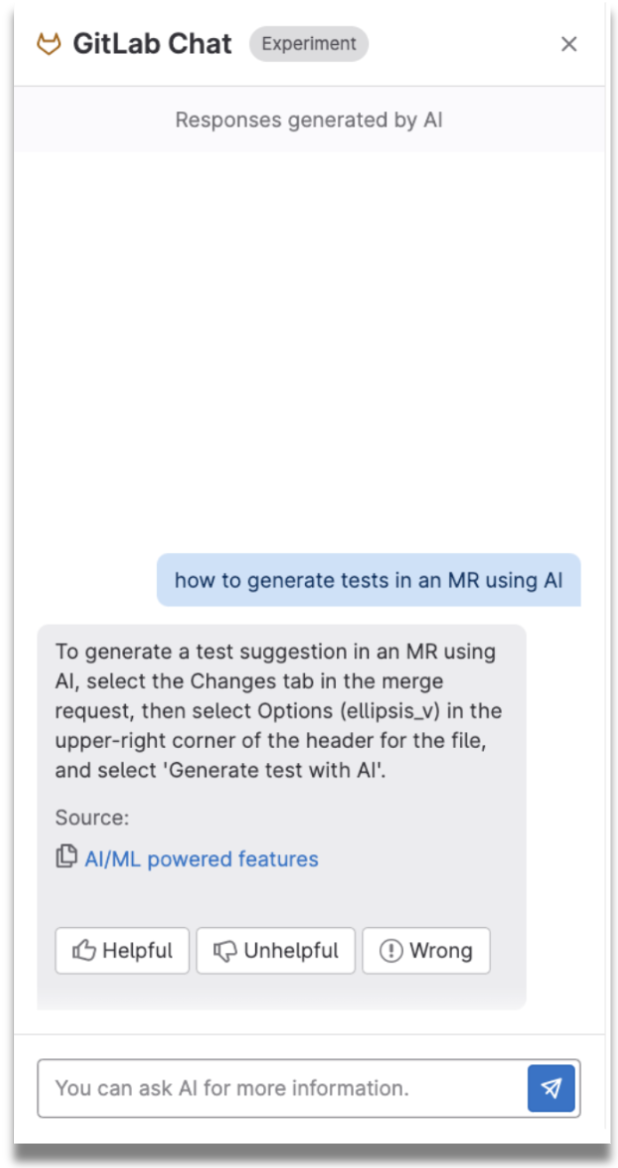 GitLab Chat Experiment
Responses generated by AI
how to generate tests in an MR using AI
To generate a test suggestion in an MR using
AI, select the Changes tab in the merge
request, then select Options (ellipsis_v) in the
upper-right corner of the header for the file,
and select 'Generate test with AI'.
Source:
AI/ML powered features
Helpful Unhelpful Wrong
You can ask AI for more information.